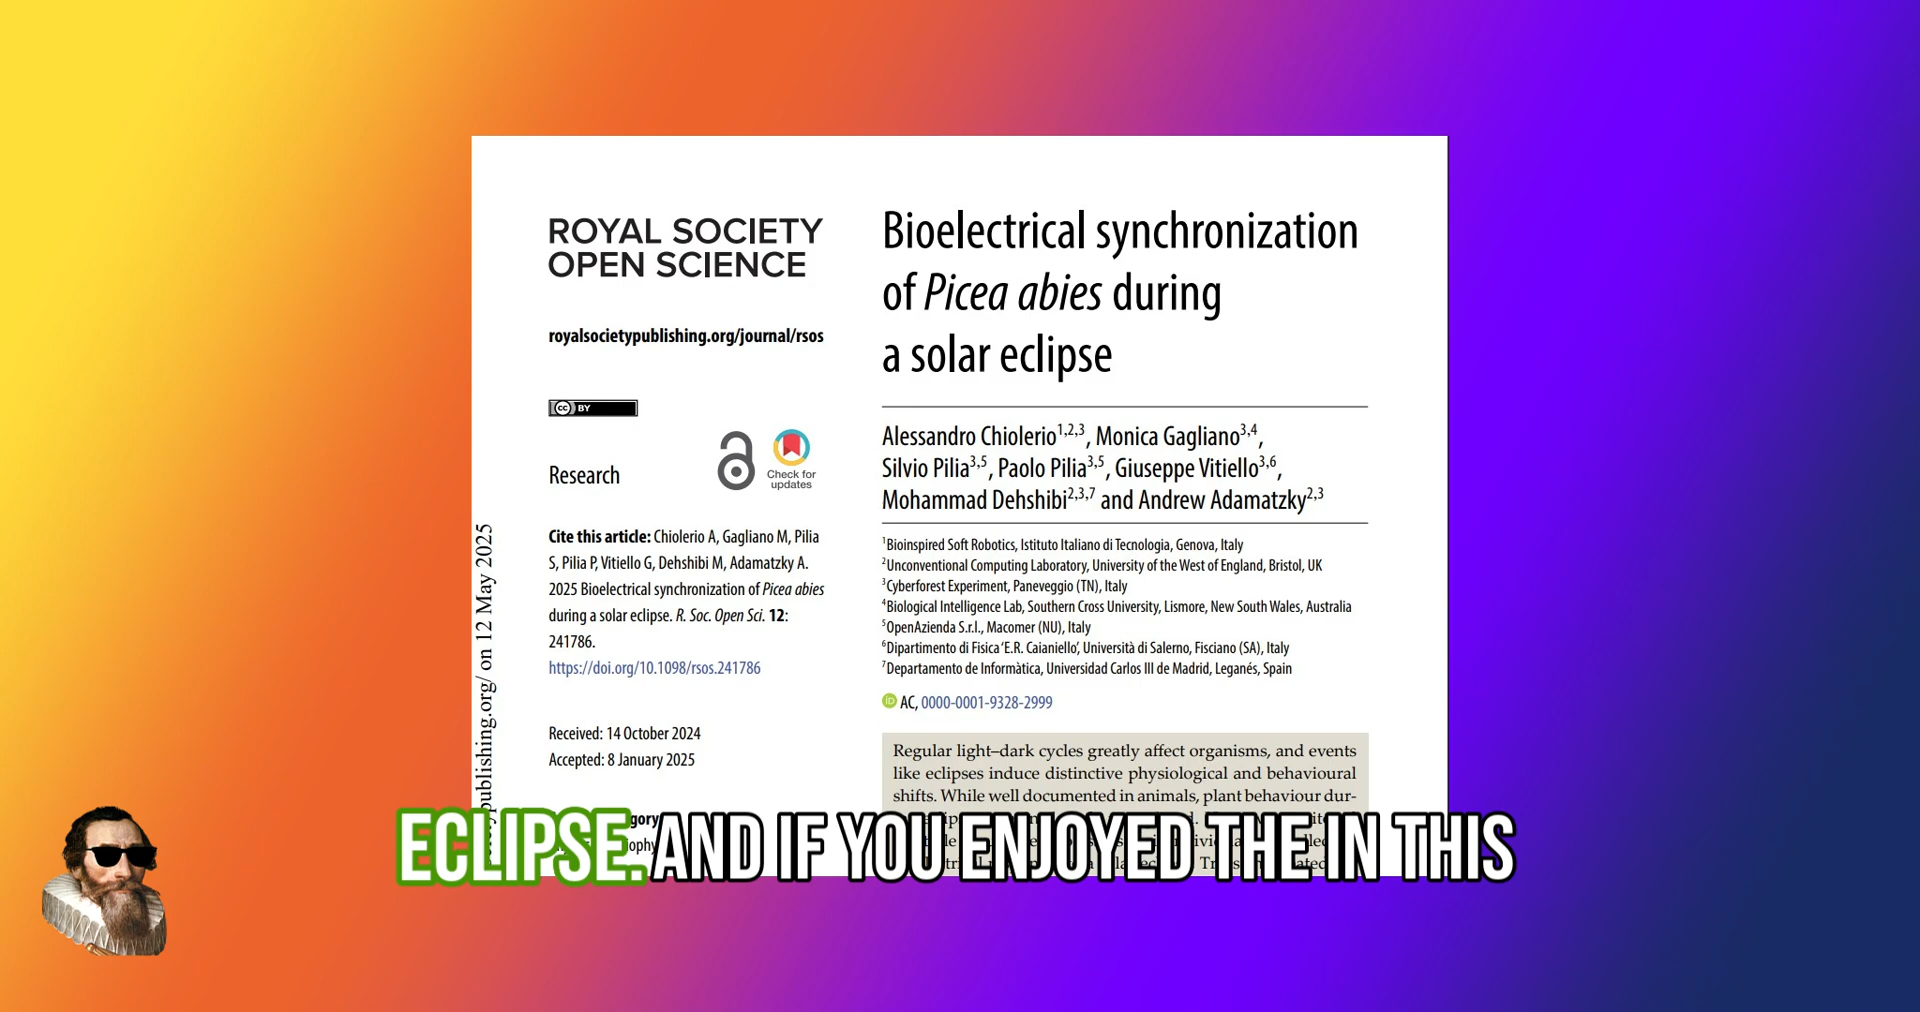 ROYAL SOCIETY
OPEN SCIENCE
royalsocietypublishing.org/journal/rsos
cc BY
Research
Check for
updates
Cite this article: Chiolerio A, Gagliano M, Pilia
S, Pilia P, Vitiello G, Dehshibi M, Adamatzky A.
2025 Bioelectrical synchronization of Picea abies
during a solar eclipse. R. Soc. Open Sci. 12:
241786.
https://doi.org/10.1098/rsos.241786
Received: 14 October 2024
Accepted: 8 January 2025
publishing.org/ on 12 May 2025
Bioelectrical synchronization
of Picea abies during
a solar eclipse
Alessandro Chiolerio1,2,3, Monica Gagliano3,4,
Silvio Pilia3,5, Paolo Pilia3,5, Giuseppe Vitiello3,6,
Mohammad Dehshibi2,3,7 and Andrew Adamatzky2,3
1Bioinspired Soft Robotics, Istituto Italiano di Tecnologia, Genova, Italy
2Unconventional Computing Laboratory, University of the West of England, Bristol, UK
3Cyberforest Experiment, Paneveggio (TN), Italy
4Biological Intelligence Lab, Southern Cross University, Lismore, New South Wales, Australia
5OpenAzienda S.r.l., Macomer (NU), Italy
6Dipartimento di Fisica 'E.R. Caianiello', Università di Salerno, Fisciano (SA), Italy
7Departamento de Informàtica, Universidad Carlos III de Madrid, Leganés, Spain
iD AC, 0000-0001-9328-2999
Regular light–dark cycles greatly affect organisms, and events
like eclipses induce distinctive physiological and behavioural
shifts. While well documented in animals, plant behaviour dur-
ECLIPSE. AND IF YOU ENJOYED THE IN THIS